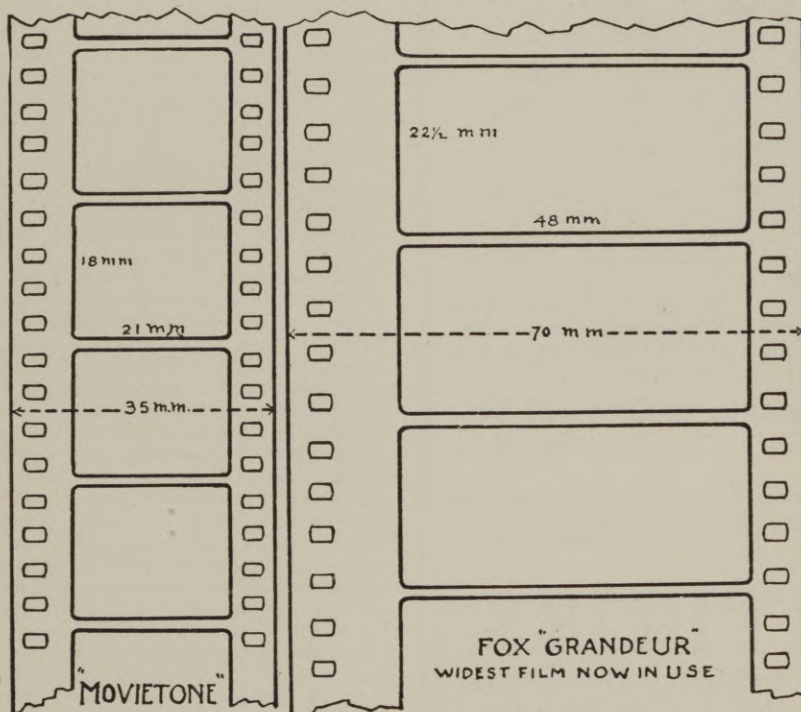 18 mm
21 mm
35 m.m.
"MOVIETONE"
22½ mm
48 mm
70 mm
FOX "GRANDEUR"
WIDEST FILM NOW IN USE